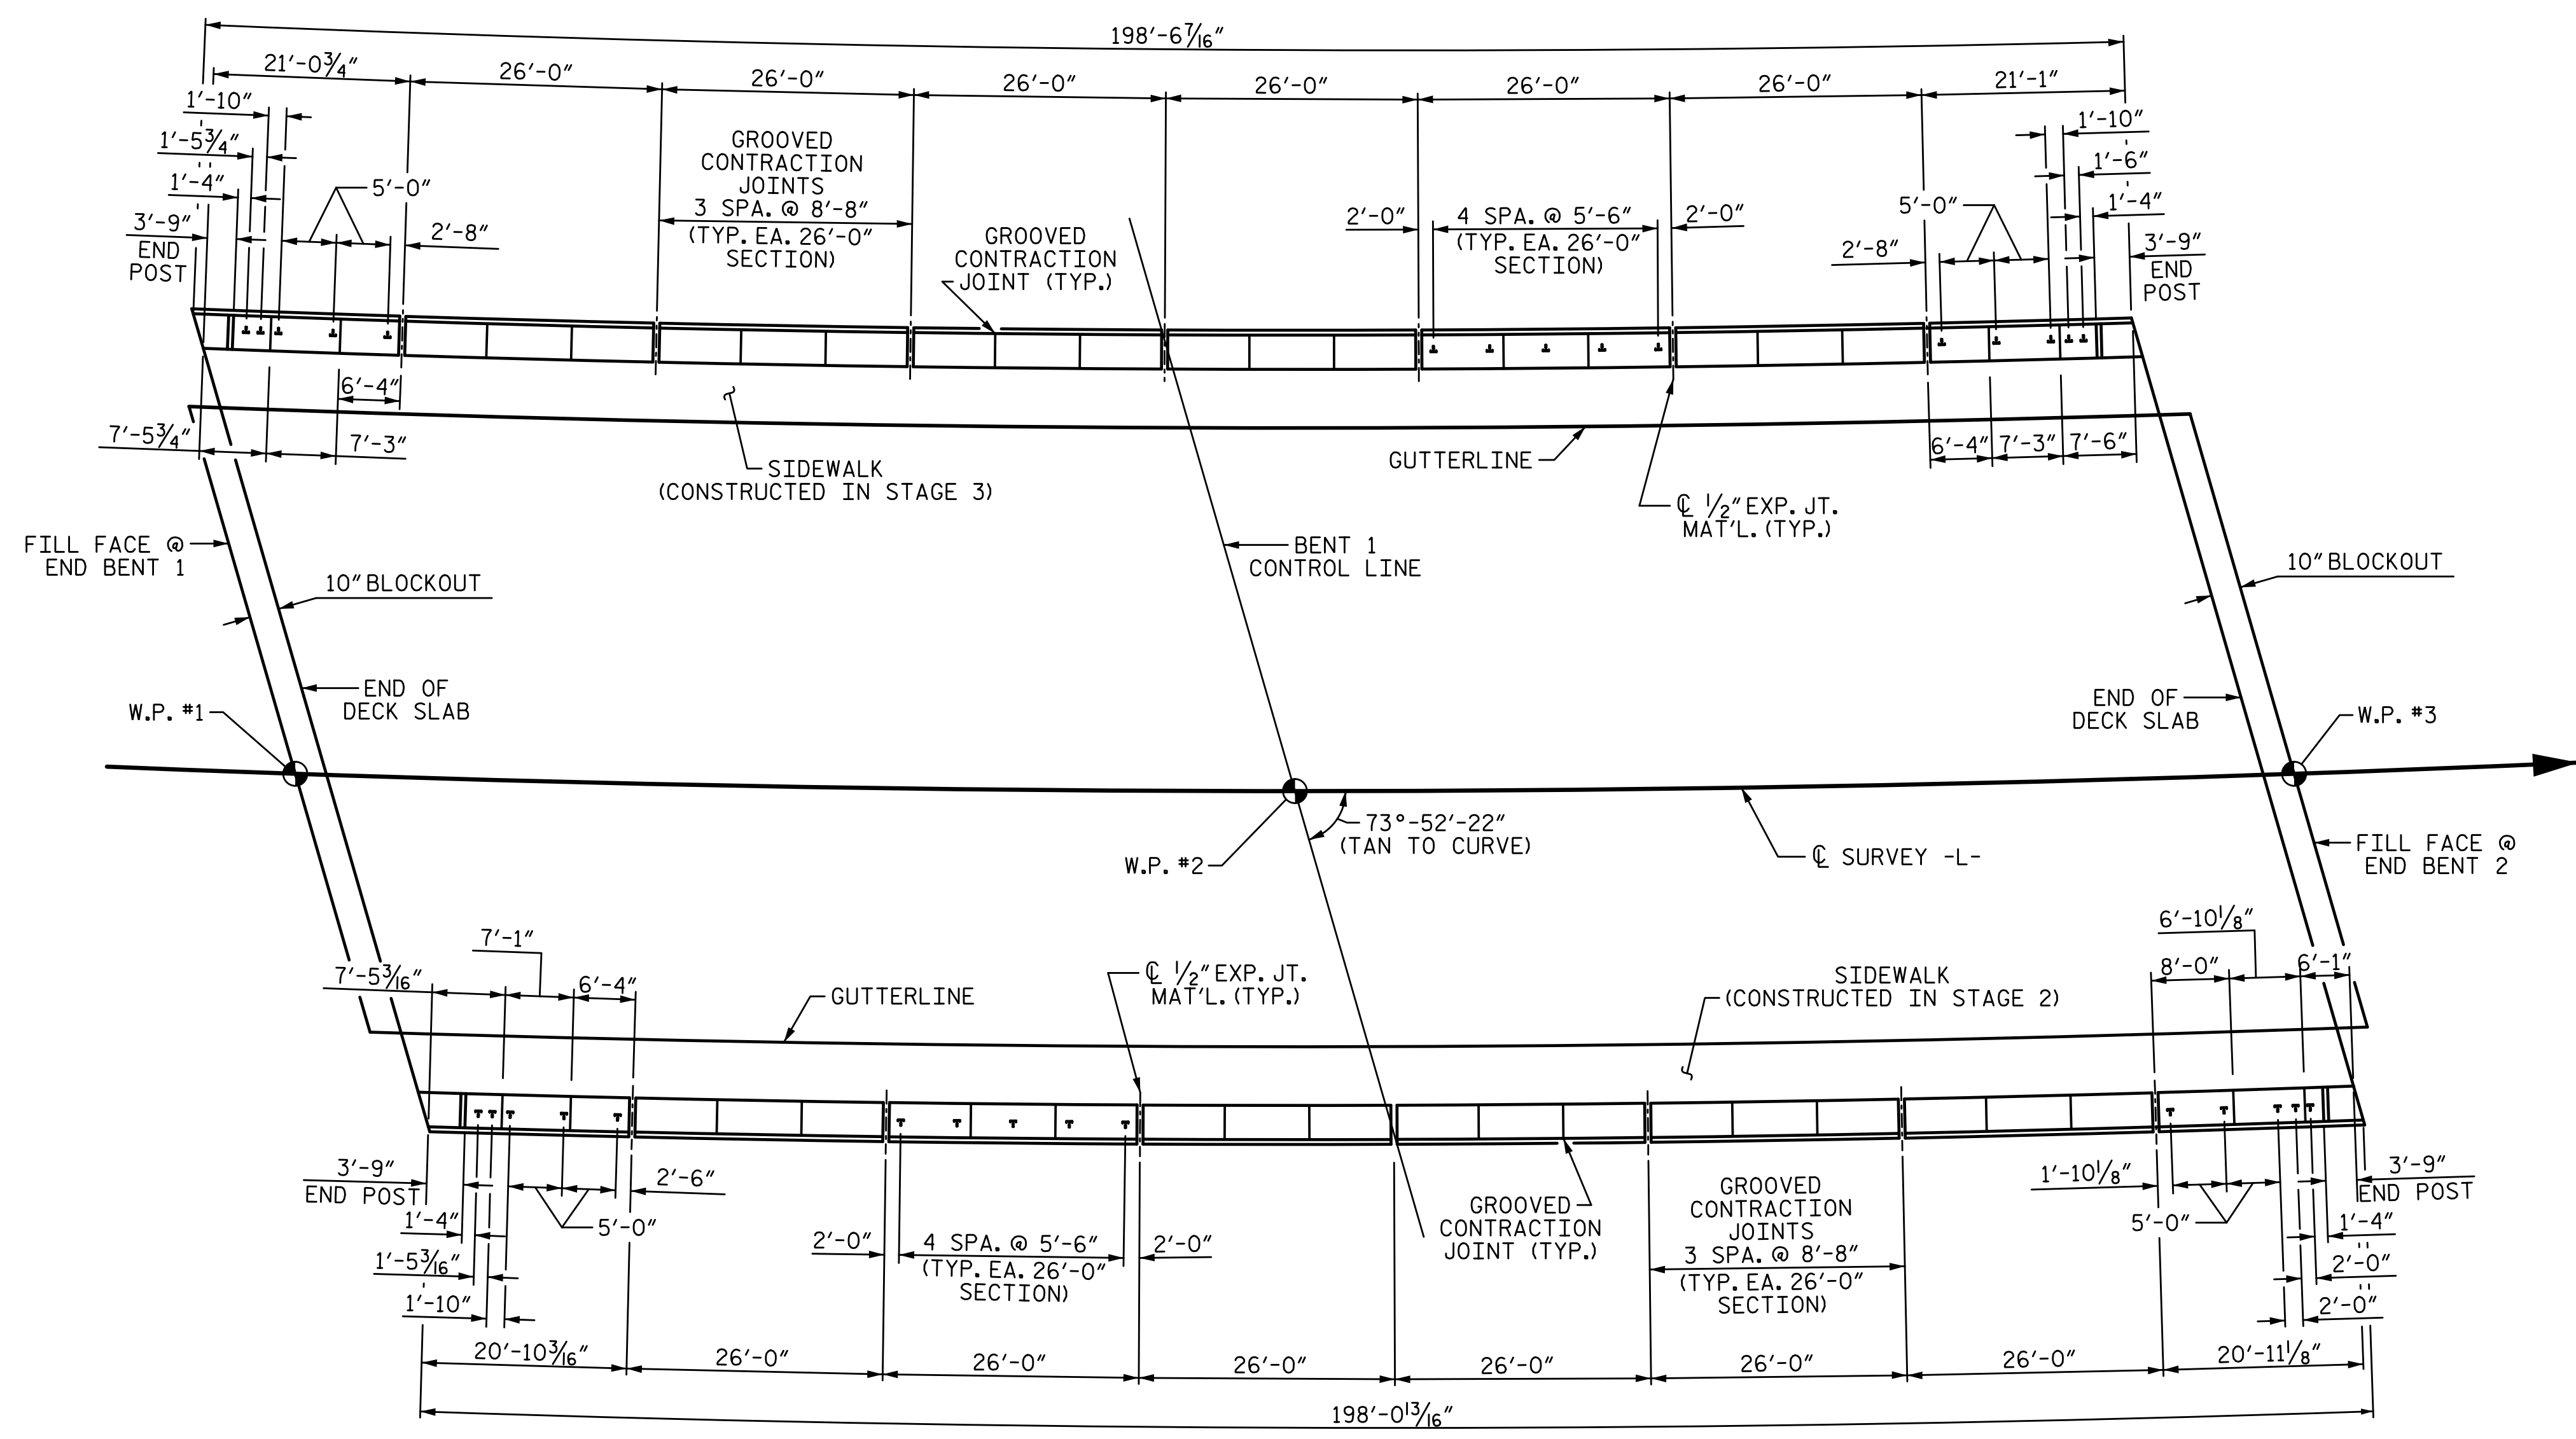 198'-6 7/16"
21'-0 3/4"
26'-0"
26'-0"
26'-0"
26'-0"
26'-0"
26'-0"
21'-1"
1'-10"
1'-5 3/4"
1'-4"
3'-9"
END
POST
5'-0"
2'-8"
GROOVED
CONTRACTION
JOINTS
3 SPA. @ 8'-8"
(TYP. EA. 26'-0"
SECTION)
GROOVED
CONTRACTION
JOINT (TYP.)
2'-0"
4 SPA. @ 5'-6"
(TYP. EA. 26'-0"
SECTION)
2'-0"
5'-0"
2'-8"
1'-10"
1'-6"
1'-4"
3'-9"
END
POST
6'-4"
7'-5 3/4"
7'-3"
SIDEWALK
(CONSTRUCTED IN STAGE 3)
GUTTERLINE
6'-4"
7'-3"
7'-6"
℄ 1/2" EXP. JT.
MAT'L. (TYP.)
FILL FACE @
END BENT 1
10" BLOCKOUT
BENT 1
CONTROL LINE
10" BLOCKOUT
END OF
DECK SLAB
W.P. #1
END OF
DECK SLAB
W.P. #3
73°-52'-22"
(TAN TO CURVE)
W.P. #2
℄ SURVEY -L-
FILL FACE @
END BENT 2
7'-1"
7'-5 3/16"
6'-4"
GUTTERLINE
℄ 1/2" EXP. JT.
MAT'L. (TYP.)
SIDEWALK
(CONSTRUCTED IN STAGE 2)
6'-10 1/8"
8'-0"
6'-1"
3'-9"
END POST
1'-4"
1'-5 3/16"
1'-10"
5'-0"
2'-6"
2'-0"
4 SPA. @ 5'-6"
(TYP. EA. 26'-0"
SECTION)
2'-0"
GROOVED
CONTRACTION
JOINT (TYP.)
GROOVED
CONTRACTION
JOINTS
3 SPA. @ 8'-8"
(TYP. EA. 26'-0"
SECTION)
1'-10 1/8"
5'-0"
3'-9"
END POST
1'-4"
2'-0"
2'-0"
20'-10 3/16"
26'-0"
26'-0"
26'-0"
26'-0"
26'-0"
26'-0"
20'-11 1/8"
198'-0 13/16"